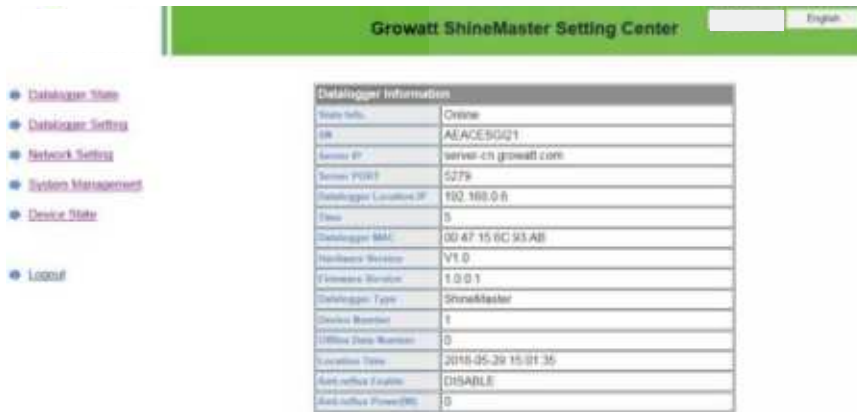 Growatt ShineMaster Setting Center
English
Datalogger State
Datalogger Setting
Network Setting
System Management
Device State
Logout
Datalogger Information
State Info. Online
SN
Server IP server-cn.growatt.com
Server PORT 5279
Datalogger Location IP 192.168.0.6
Time 5
Datalogger MAC 00:47:15:6C:93:AB
Hardware Version V1.0
Firmware Version 1.0.0.1
Datalogger Type ShineMaster
Device Number 1
Offline Data Number 0
Location Time 2018-05-29 15:01:35
Anti-reflux Enable DISABLE
Anti-reflux Power(W) 0